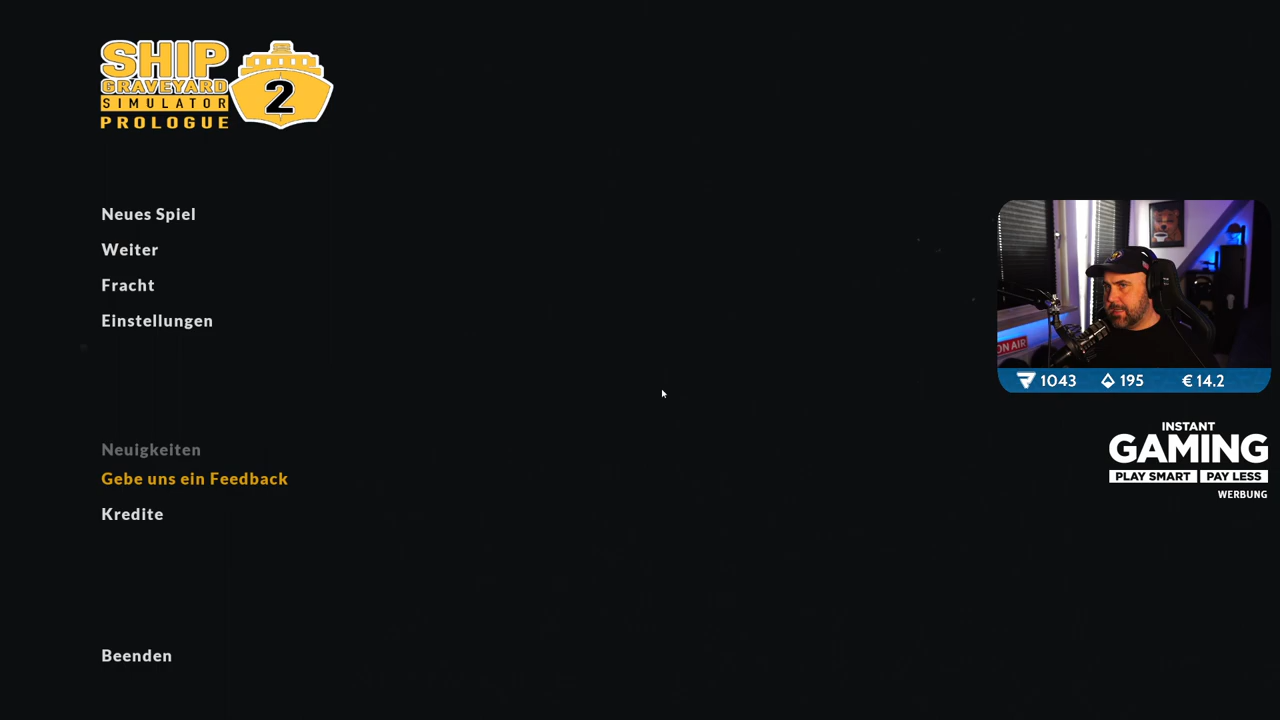 SHIP
GRAVEYARD
SIMULATOR
PROLOGUE
2
Neues Spiel
Weiter
Fracht
Einstellungen
ON AIR
1043 195 € 14.2
INSTANT
GAMING
PLAY SMART PAY LESS
WERBUNG
Neuigkeiten
Gebe uns ein Feedback
Kredite
Beenden